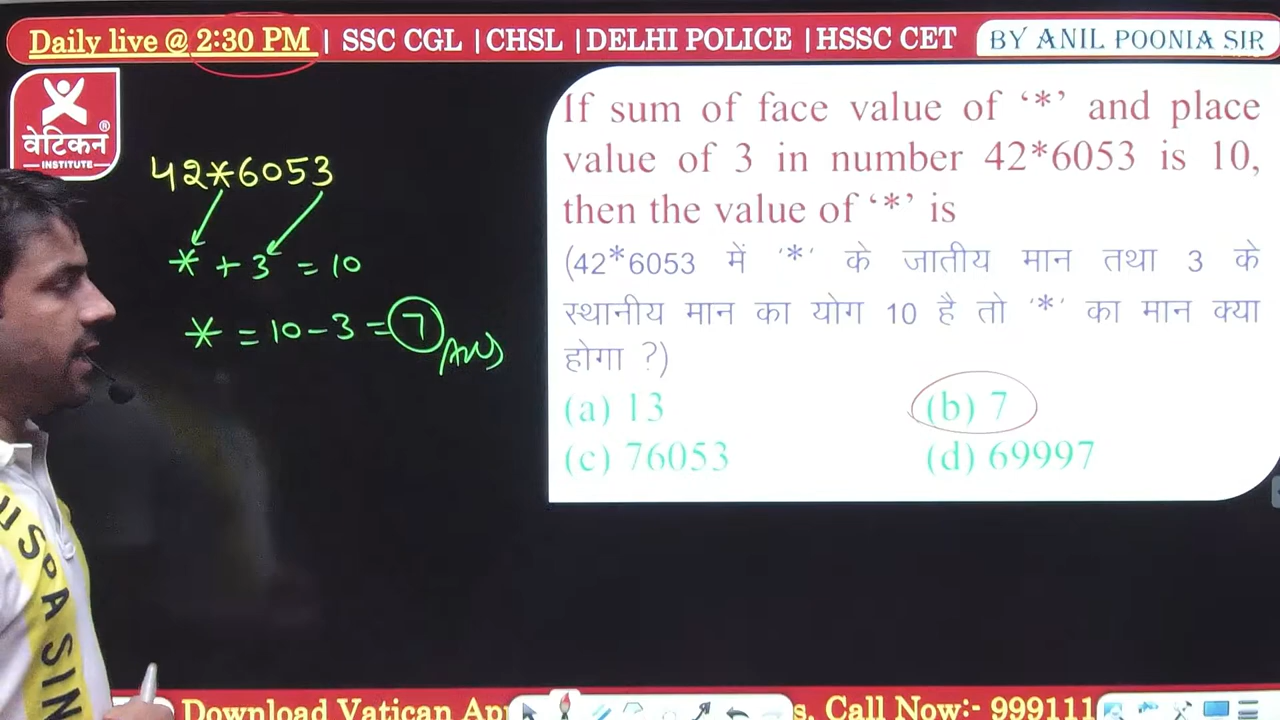 Daily live @ 2:30 PM | SSC CGL |CHSL |DELHI POLICE |HSSC CET
BY ANIL POONIA SIR
वेटिकन
INSTITUTE
42*6053
* + 3 = 10
* = 10 - 3 = 7 Ans
If sum of face value of ‘*’ and place
value of 3 in number 42*6053 is 10,
then the value of ‘*’ is
(42*6053 में ‘*’ के जातीय मान तथा 3 के
स्थानीय मान का योग 10 है तो ‘*’ का मान क्या
होगा ?)
(a) 13 (b) 7
(c) 76053 (d) 69997
USPA SIN
Download Vatican App
s. Call Now:- 999111